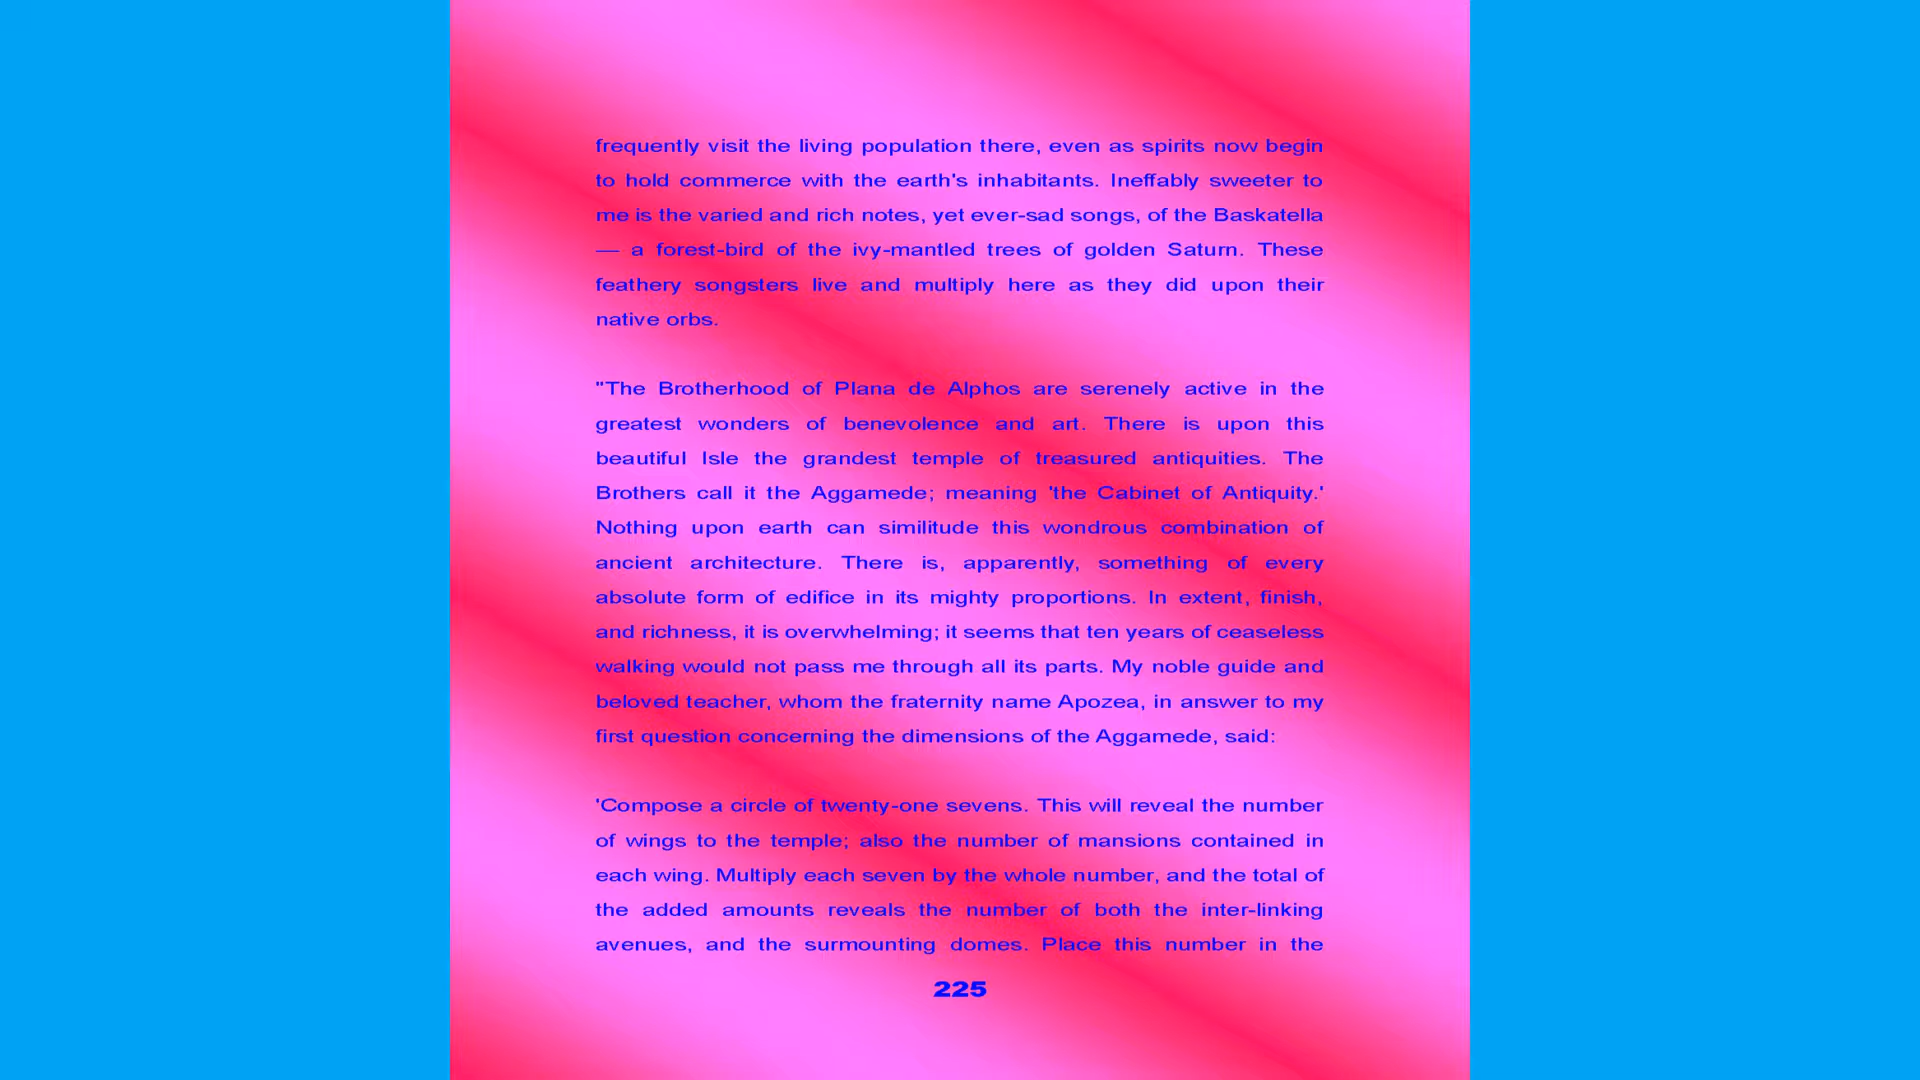 frequently visit the living population there, even as spirits now begin
to hold commerce with the earth's inhabitants. Ineffably sweeter to
me is the varied and rich notes, yet ever-sad songs, of the Baskatella
— a forest-bird of the ivy-mantled trees of golden Saturn. These
feathery songsters live and multiply here as they did upon their
native orbs.
"The Brotherhood of Plana de Alphos are serenely active in the
greatest wonders of benevolence and art. There is upon this
beautiful Isle the grandest temple of treasured antiquities. The
Brothers call it the Aggamede; meaning 'the Cabinet of Antiquity.'
Nothing upon earth can similitude this wondrous combination of
ancient architecture. There is, apparently, something of every
absolute form of edifice in its mighty proportions. In extent, finish,
and richness, it is overwhelming; it seems that ten years of ceaseless
walking would not pass me through all its parts. My noble guide and
beloved teacher, whom the fraternity name Apozea, in answer to my
first question concerning the dimensions of the Aggamede, said:
'Compose a circle of twenty-one sevens. This will reveal the number
of wings to the temple; also the number of mansions contained in
each wing. Multiply each seven by the whole number, and the total of
the added amounts reveals the number of both the inter-linking
avenues, and the surmounting domes. Place this number in the
225